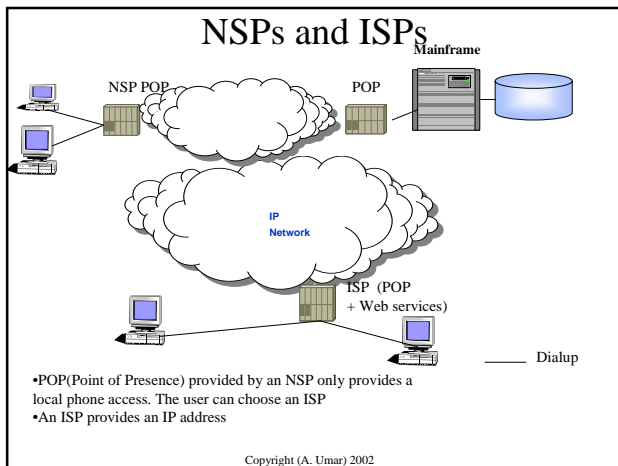 NSPs and ISPs
Mainframe
NSP POP
POP
IP
Network
ISP (POP
+ Web services)
Dialup
•POP(Point of Presence) provided by an NSP only provides a
local phone access. The user can choose an ISP
•An ISP provides an IP address
Copyright (A. Umar) 2002